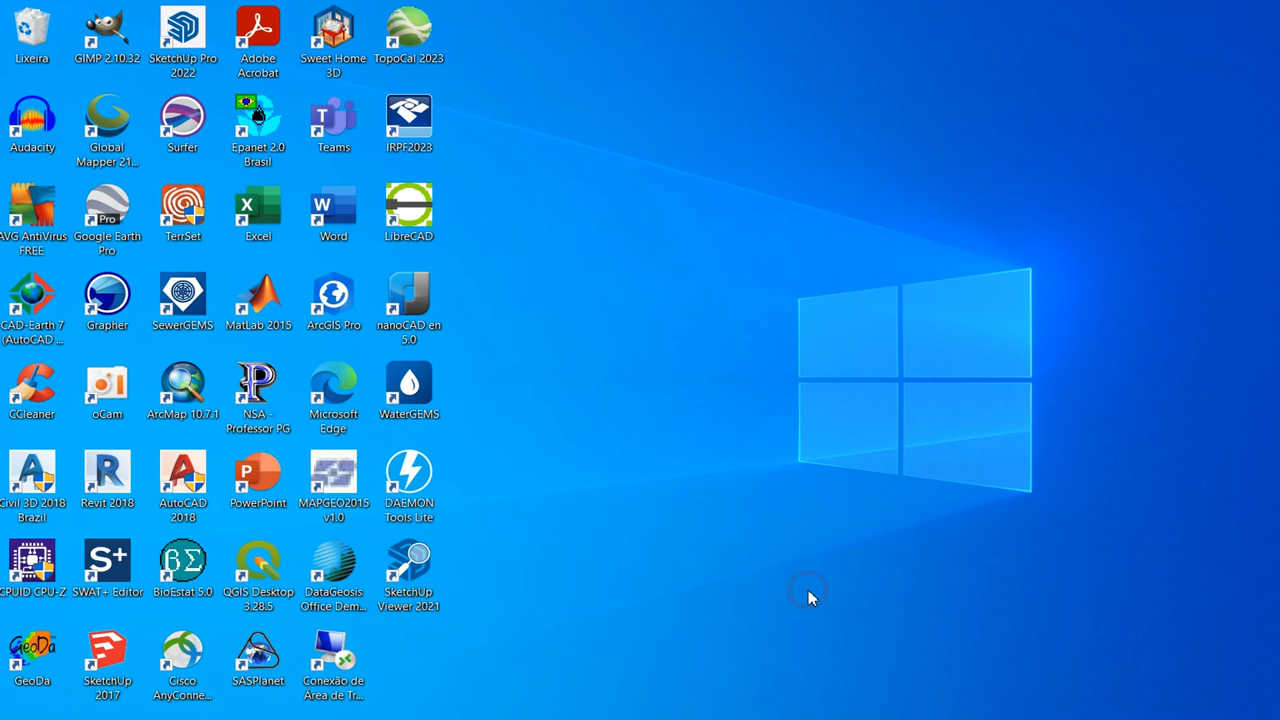 Lixeira
GIMP 2.10.32
SketchUp Pro
2022
Adobe
Acrobat
Sweet Home
3D
TopoCal 2023
Audacity
Global
Mapper 21...
Surfer
Epanet 2.0
Brasil
Teams
IRPF2023
AVG AntiVirus
FREE
Google Earth
Pro
TerrSet
Excel
Word
LibreCAD
CAD-Earth 7
(AutoCAD ...
Grapher
SewerGEMS
MatLab 2015
ArcGIS Pro
nanoCAD en
5.0
CCleaner
oCam
ArcMap 10.7.1
NSA -
Professor PG
Microsoft
Edge
WaterGEMS
Civil 3D 2018
Brazil
Revit 2018
AutoCAD
2018
PowerPoint
MAPGEO2015
v1.0
DAEMON
Tools Lite
CPUID CPU-Z
SWAT+ Editor
BioEstat 5.0
QGIS Desktop
3.28.5
DataGeosis
Office Dem...
SketchUp
Viewer 2021
GeoDa
SketchUp
2017
Cisco
AnyConne...
SASPlanet
Conexão de
Área de Tr...